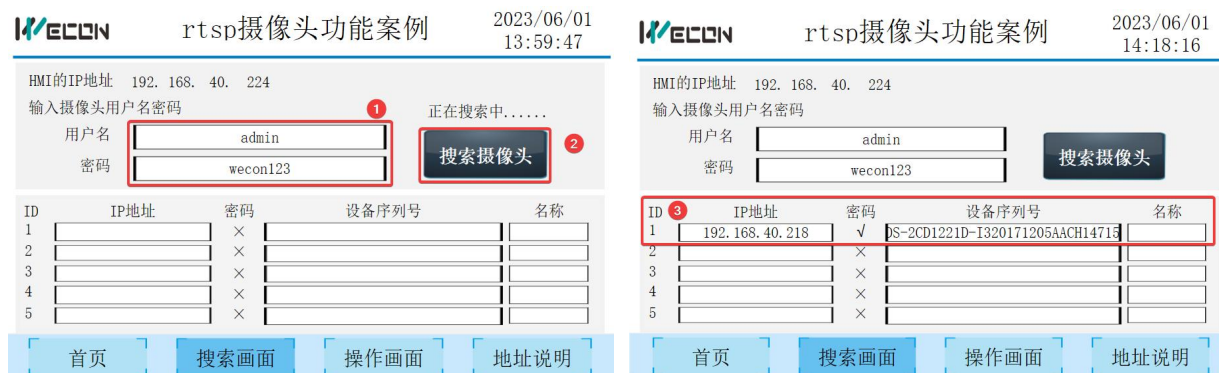 WECON
rtsp摄像头功能案例
2023/06/01
13:59:47
HMI的IP地址 192. 168. 40. 224
输入摄像头用户名密码
1
正在搜索中......
用户名 admin
搜索摄像头
2
密码 wecon123
ID IP地址 密码 设备序列号 名称
1 ×
2 ×
3 ×
4 ×
5 ×
首页 搜索画面 操作画面 地址说明
WECON
rtsp摄像头功能案例
2023/06/01
14:18:16
HMI的IP地址 192. 168. 40. 224
输入摄像头用户名密码
用户名 admin
搜索摄像头
密码 wecon123
ID 3 IP地址 密码 设备序列号 名称
1 192. 168. 40. 218 √ DS-2CD1221D-I320171205AACH14715
2 ×
3 ×
4 ×
5 ×
首页 搜索画面 操作画面 地址说明